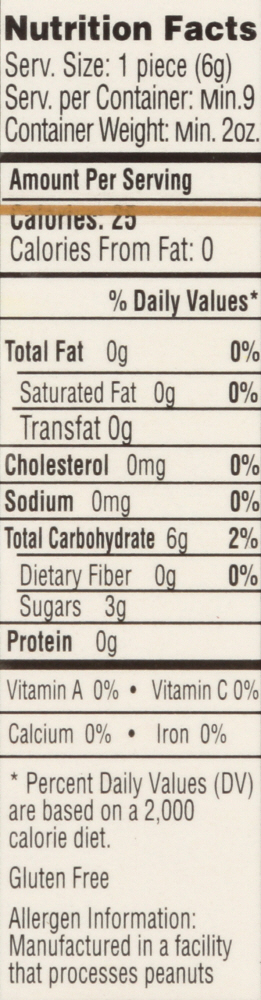 Nutrition Facts
Serv. Size: 1 piece (6g)
Serv. per Container: Min.9
Container Weight: Min. 2oz.
Amount Per Serving
Calories: 25
Calories From Fat: 0
% Daily Values*
Total Fat 0g 0%
Saturated Fat 0g 0%
Transfat 0g
Cholesterol 0mg 0%
Sodium 0mg 0%
Total Carbohydrate 6g 2%
Dietary Fiber 0g 0%
Sugars 3g
Protein 0g
Vitamin A 0% • Vitamin C 0%
Calcium 0% • Iron 0%
* Percent Daily Values (DV)
are based on a 2,000
calorie diet.
Gluten Free
Allergen Information:
Manufactured in a facility
that processes peanuts